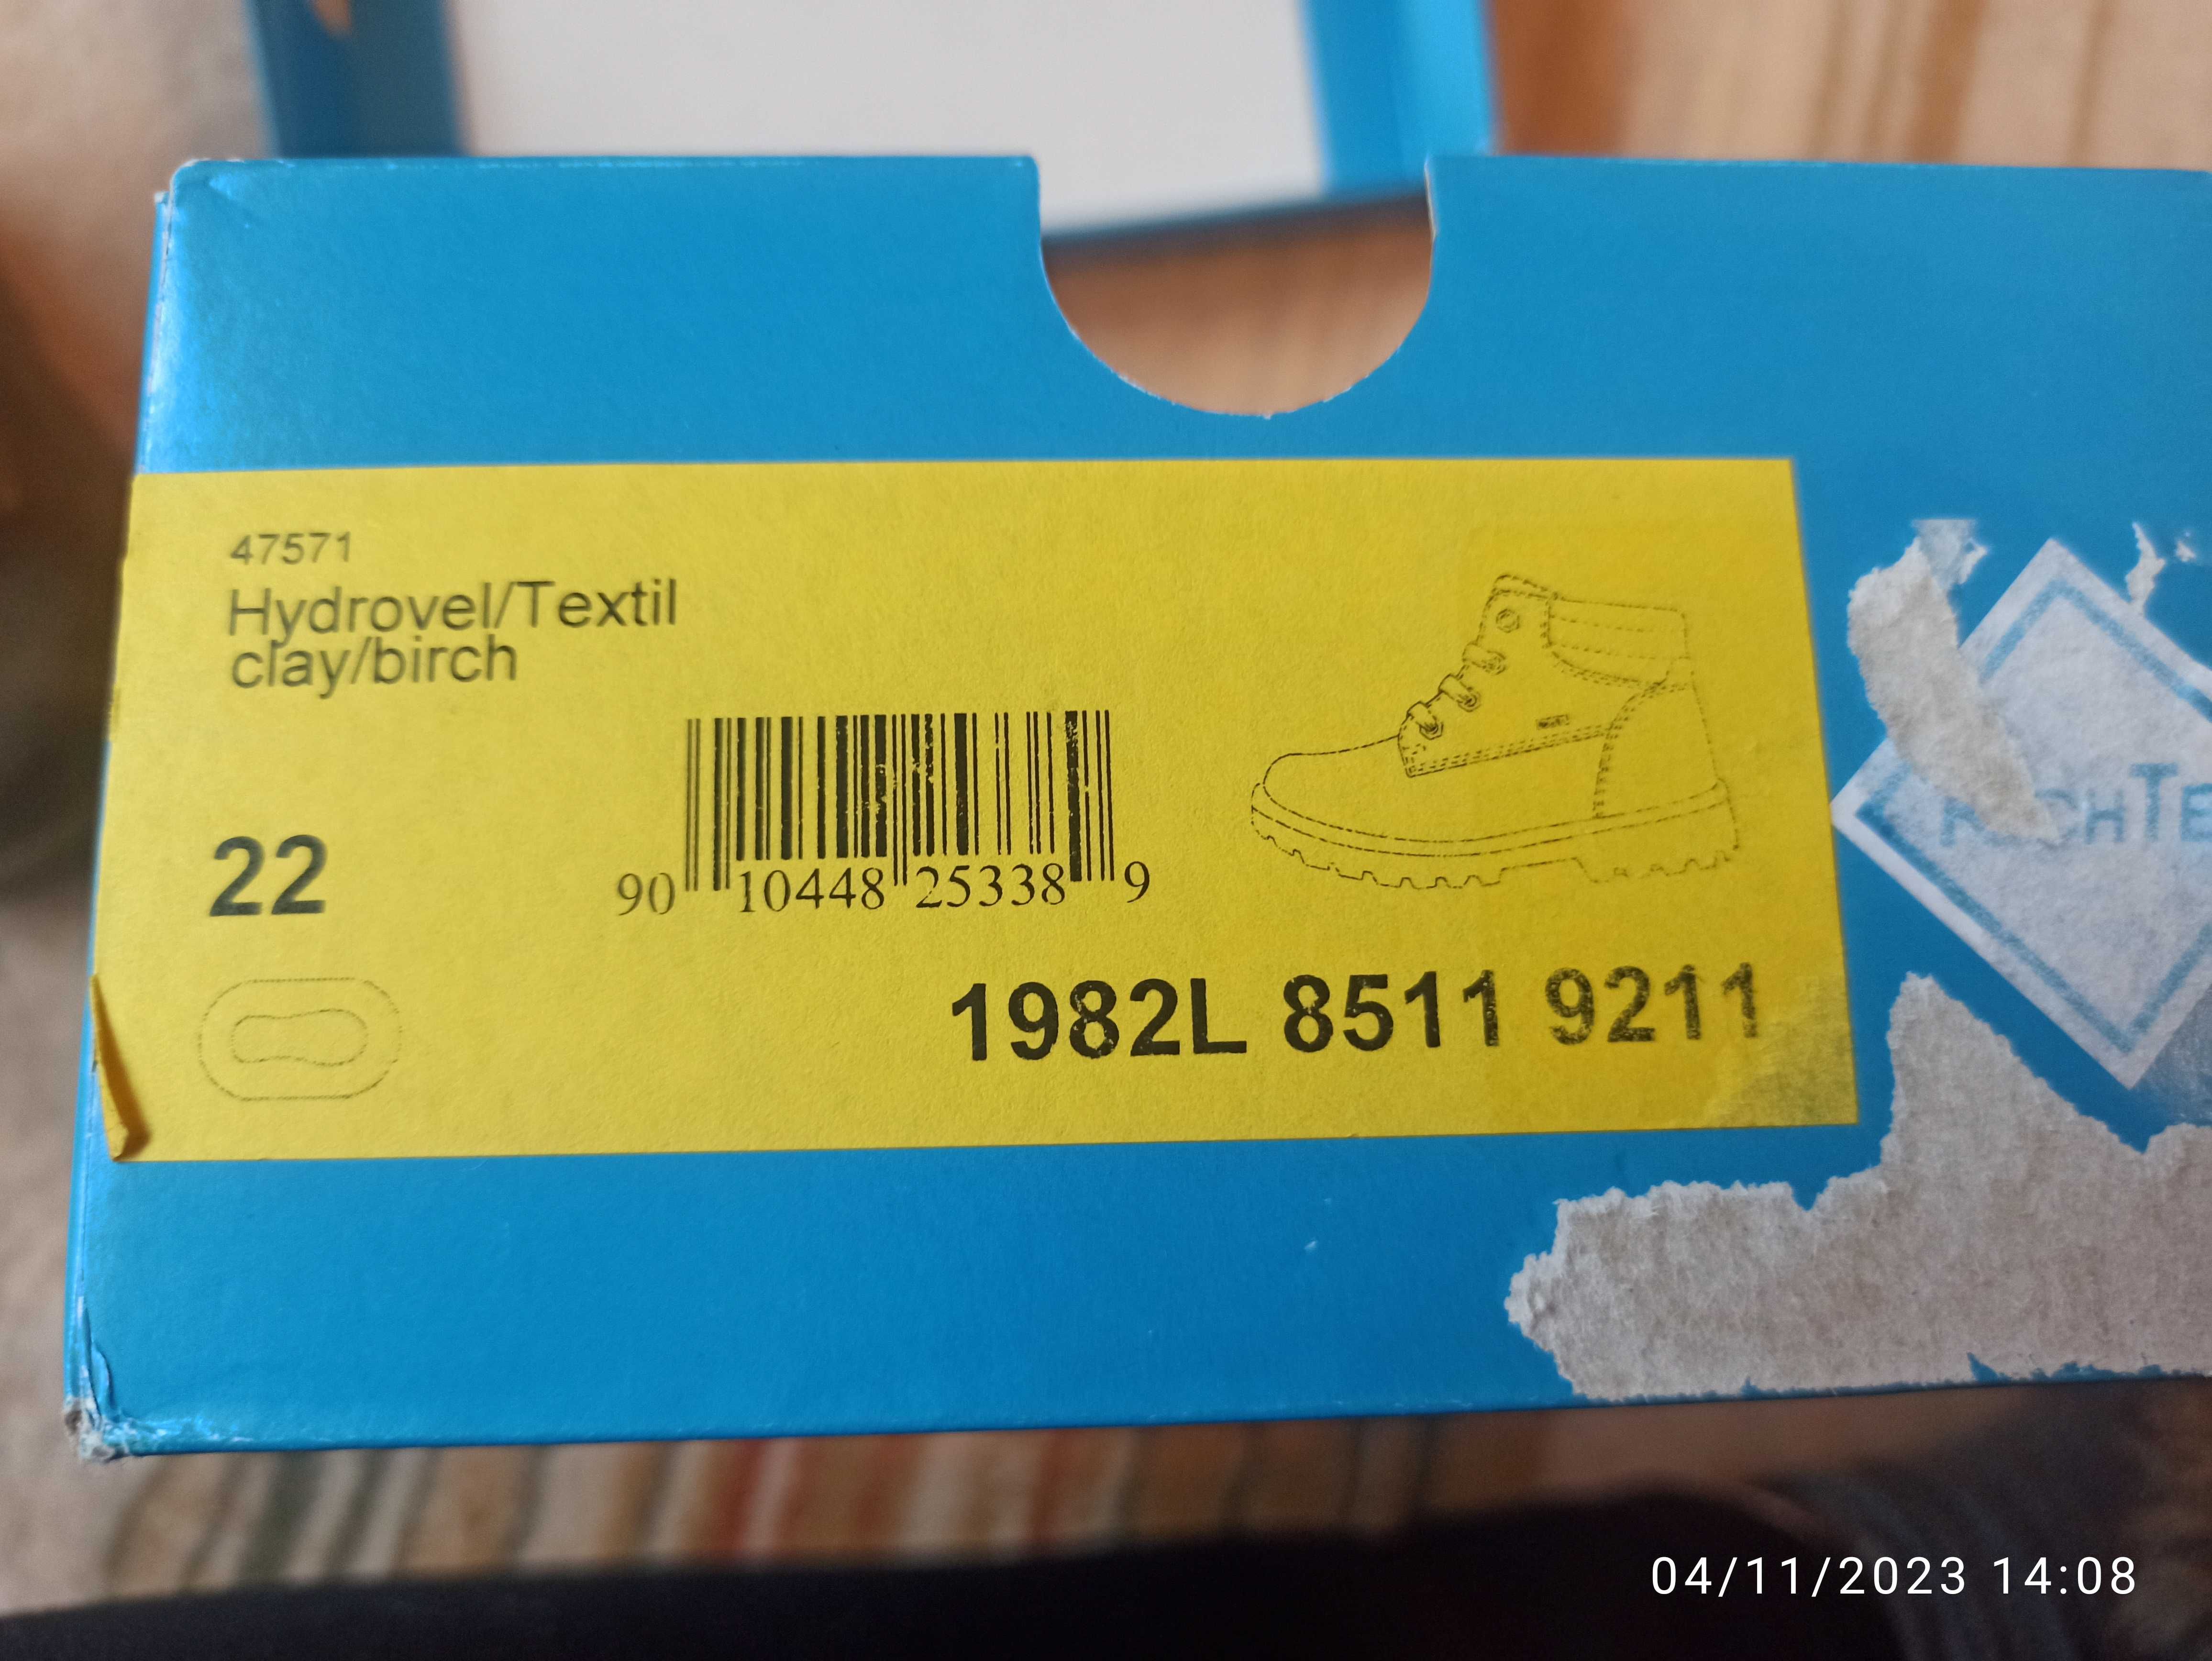 47571
Hydrovel/Textil
clay/birch
22
90 10448 25338 9
1982L 8511 9211
04/11/2023 14:08